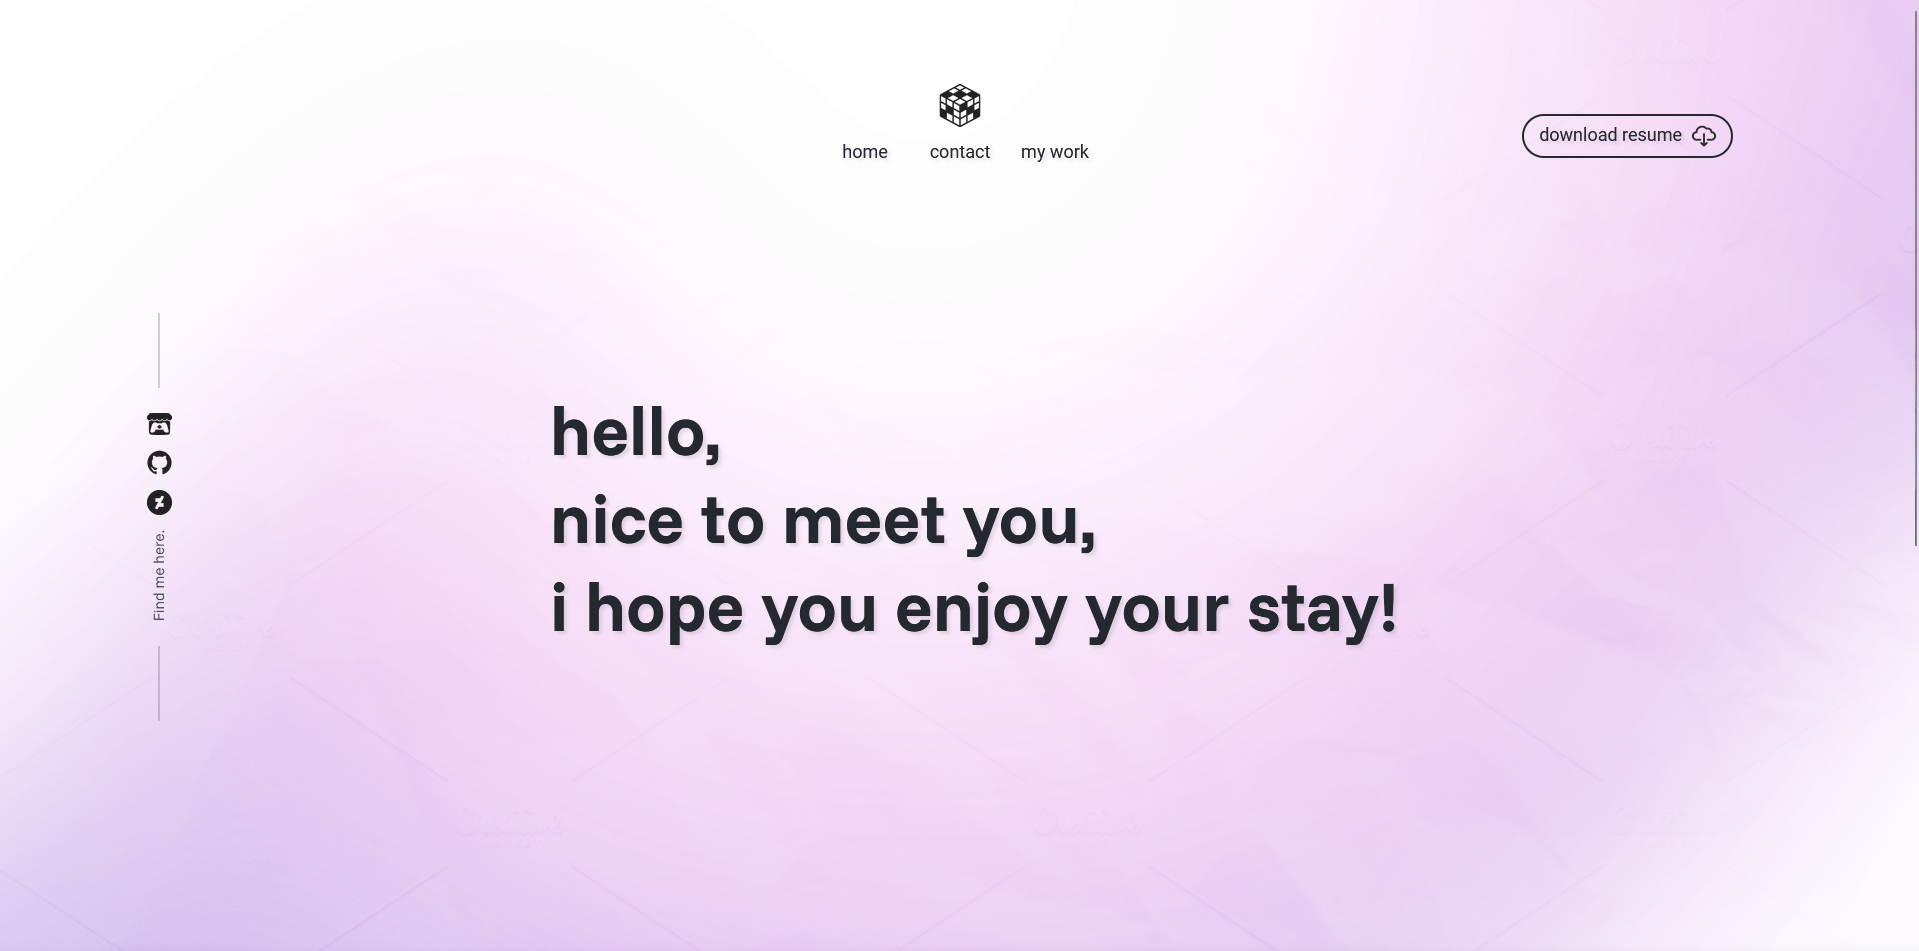 home contact my work
download resume
Find me here.
hello,
nice to meet you,
i hope you enjoy your stay!